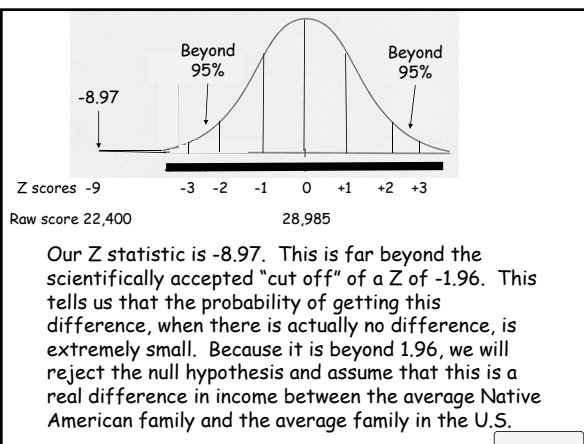 Beyond
95%
Beyond
95%
-8.97
Z scores -9 -3 -2 -1 0 +1 +2 +3
Raw score 22,400 28,985
Our Z statistic is -8.97. This is far beyond the
scientifically accepted “cut off” of a Z of -1.96. This
tells us that the probability of getting this
difference, when there is actually no difference, is
extremely small. Because it is beyond 1.96, we will
reject the null hypothesis and assume that this is a
real difference in income between the average Native
American family and the average family in the U.S.